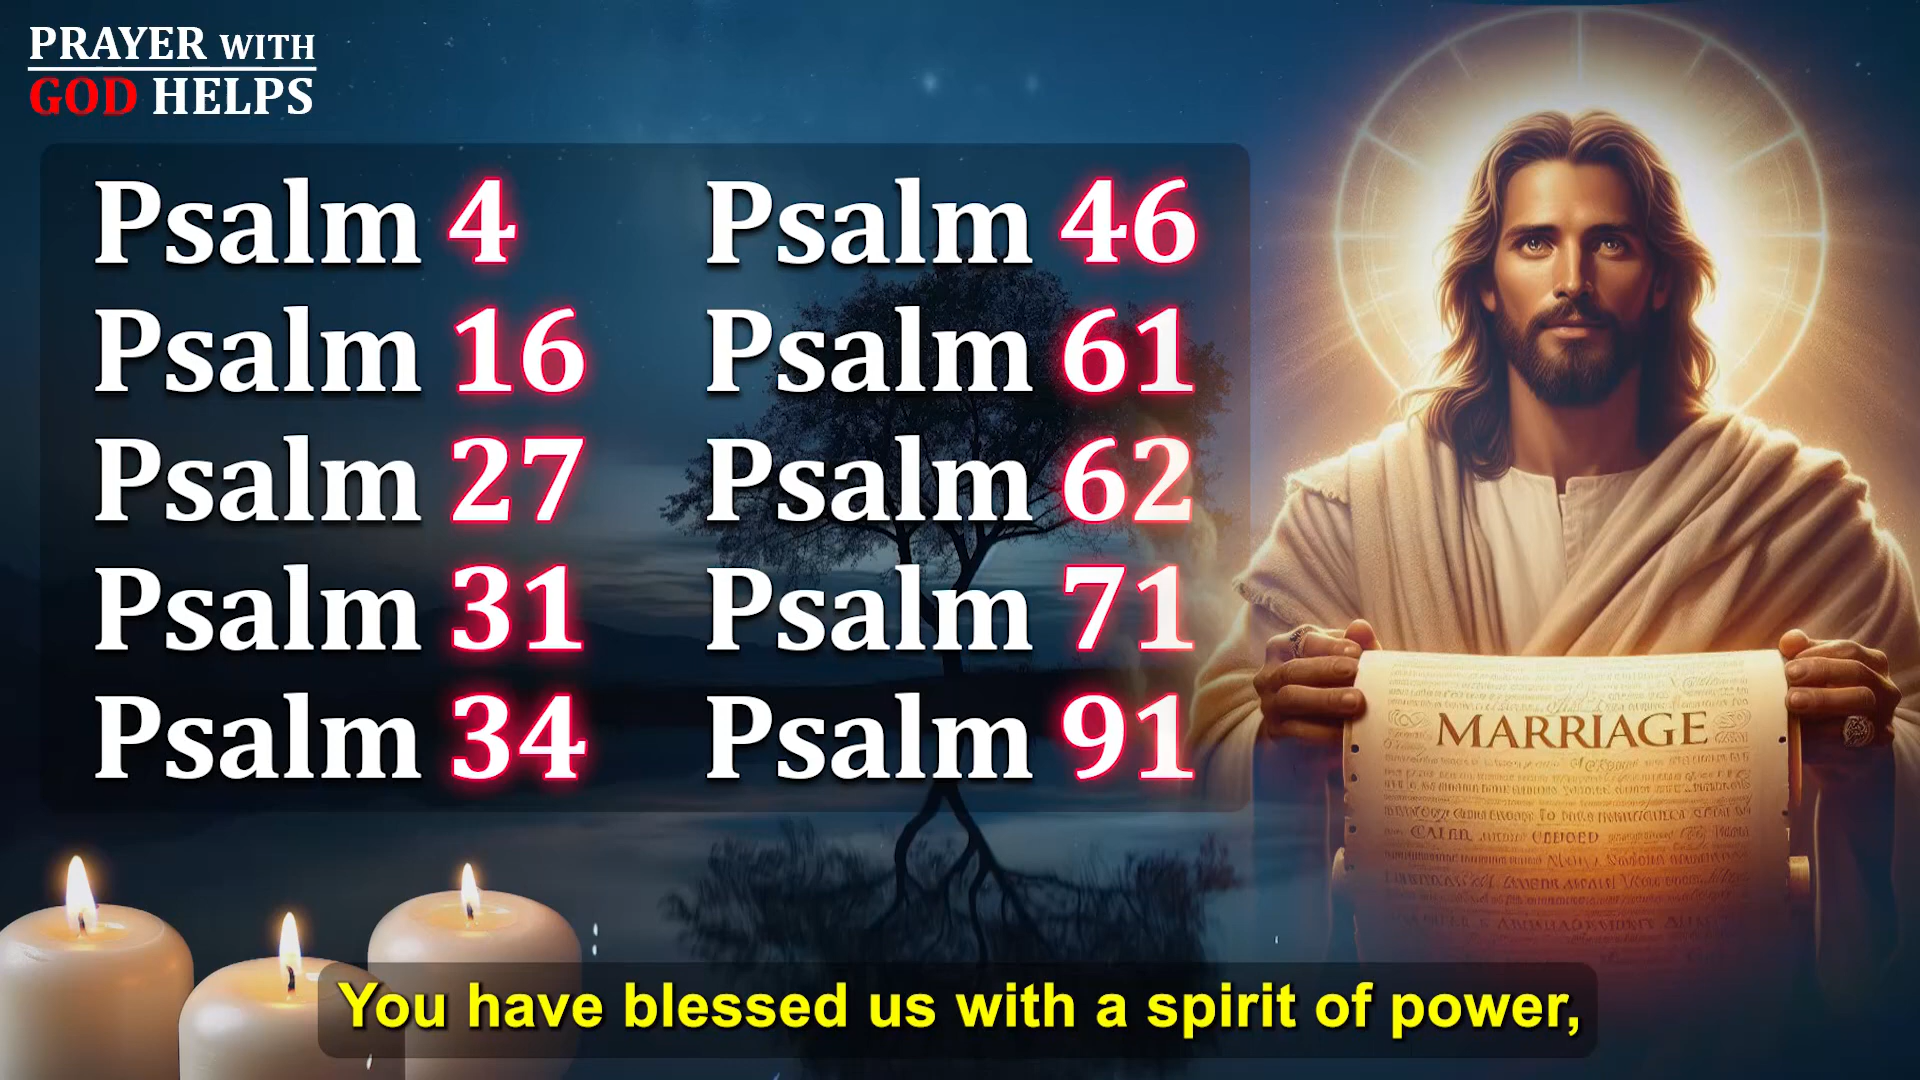 PRAYER WITH
GOD HELPS
Psalm 4
Psalm 16
Psalm 27
Psalm 31
Psalm 34
Psalm 46
Psalm 61
Psalm 62
Psalm 71
Psalm 91
MARRIAGE
You have blessed us with a spirit of power,